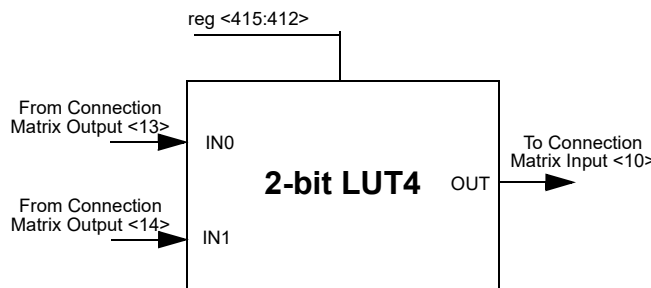 reg <415:412>
From Connection
Matrix Output <13>
IN0
2-bit LUT4
OUT
To Connection
Matrix Input <10>
From Connection
Matrix Output <14>
IN1